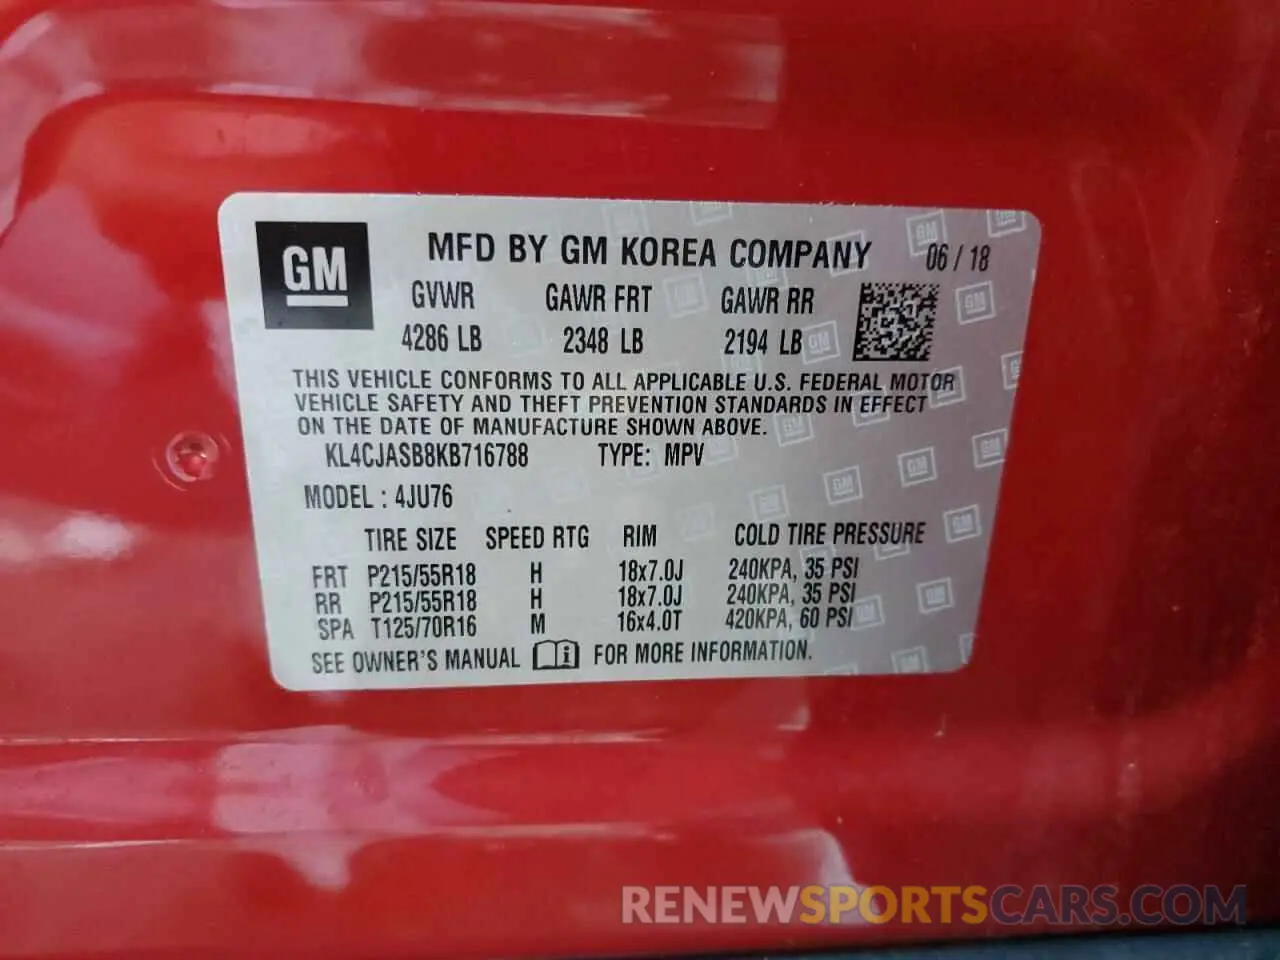 GM
MFD BY GM KOREA COMPANY 06 / 18
GVWR GAWR FRT GAWR RR
4286 LB 2348 LB 2194 LB
THIS VEHICLE CONFORMS TO ALL APPLICABLE U.S. FEDERAL MOTOR
VEHICLE SAFETY AND THEFT PREVENTION STANDARDS IN EFFECT
ON THE DATE OF MANUFACTURE SHOWN ABOVE.
KL4CJASB8KB716788 TYPE: MPV
MODEL : 4JU76
TIRE SIZE SPEED RTG RIM COLD TIRE PRESSURE
FRT P215/55R18 H 18x7.0J 240KPA, 35 PSI
RR P215/55R18 H 18x7.0J 240KPA, 35 PSI
SPA T125/70R16 M 16x4.0T 420KPA, 60 PSI
SEE OWNER'S MANUAL i FOR MORE INFORMATION.
RENEWSPORTSCARS.COM